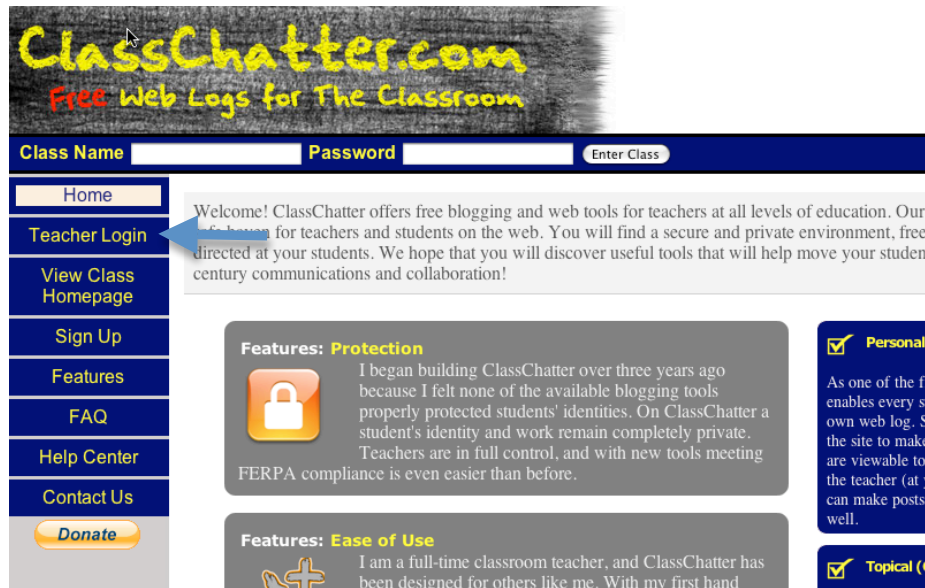 ClassChatter.com
Free Web Logs for The Classroom
Class Name Password Enter Class
Home
Teacher Login
View Class
Homepage
Sign Up
Features
FAQ
Help Center
Contact Us
Donate
Welcome! ClassChatter offers free blogging and web tools for teachers at all levels of education. Our
for teachers and students on the web. You will find a secure and private environment, free
directed at your students. We hope that you will discover useful tools that will help move your studen
century communications and collaboration!
Features: Protection
I began building ClassChatter over three years ago
because I felt none of the available blogging tools
properly protected students' identities. On ClassChatter a
student's identity and work remain completely private.
Teachers are in full control, and with new tools meeting
FERPA compliance is even easier than before.
Features: Ease of Use
I am a full-time classroom teacher, and ClassChatter has
been designed for others like me. With my first hand
Personal
As one of the f
enables every s
own web log. S
the site to make
are viewable to
the teacher (at y
can make posts
well.
Topical (